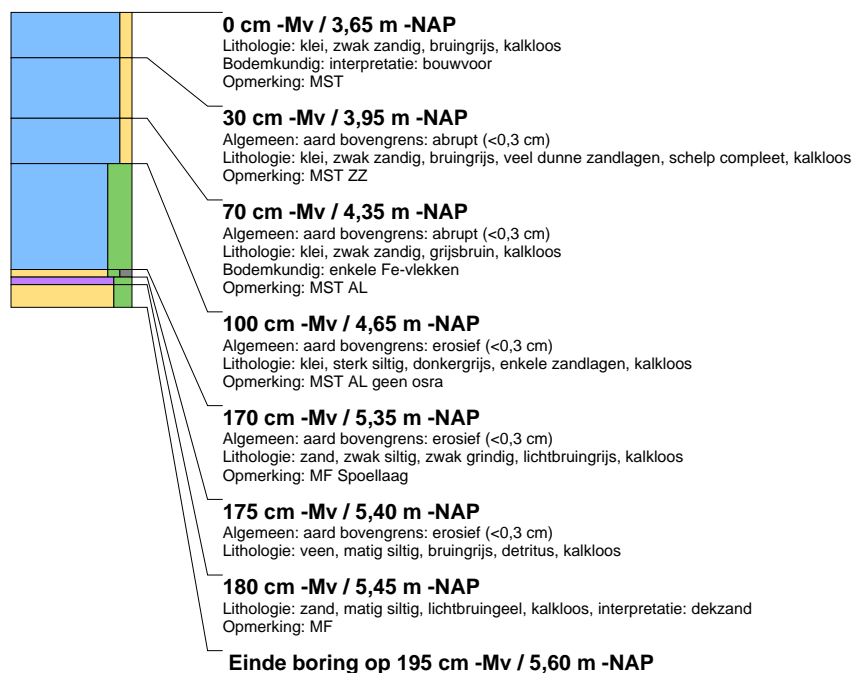 0 cm -Mv / 3,65 m -NAP
Lithologie: klei, zwak zandig, bruingrijs, kalkloos
Bodemkundig: interpretatie: bouwvoor
Opmerking: MST
30 cm -Mv / 3,95 m -NAP
Algemeen: aard bovengrens: abrupt (<0,3 cm)
Lithologie: klei, zwak zandig, bruingrijs, veel dunne zandlagen, schelp compleet, kalkloos
Opmerking: MST ZZ
70 cm -Mv / 4,35 m -NAP
Algemeen: aard bovengrens: abrupt (<0,3 cm)
Lithologie: klei, zwak zandig, grijsbruin, kalkloos
Bodemkundig: enkele Fe-vlekken
Opmerking: MST AL
100 cm -Mv / 4,65 m -NAP
Algemeen: aard bovengrens: erosief (<0,3 cm)
Lithologie: klei, sterk siltig, donkergrijs, enkele zandlagen, kalkloos
Opmerking: MST AL geen osra
170 cm -Mv / 5,35 m -NAP
Algemeen: aard bovengrens: erosief (<0,3 cm)
Lithologie: zand, zwak siltig, zwak grindig, lichtbruingrijs, kalkloos
Opmerking: MF Spoellaag
175 cm -Mv / 5,40 m -NAP
Algemeen: aard bovengrens: erosief (<0,3 cm)
Lithologie: veen, matig siltig, bruingrijs, detritus, kalkloos
180 cm -Mv / 5,45 m -NAP
Lithologie: zand, matig siltig, lichtbruingeel, kalkloos, interpretatie: dekzand
Opmerking: MF
Einde boring op 195 cm -Mv / 5,60 m -NAP